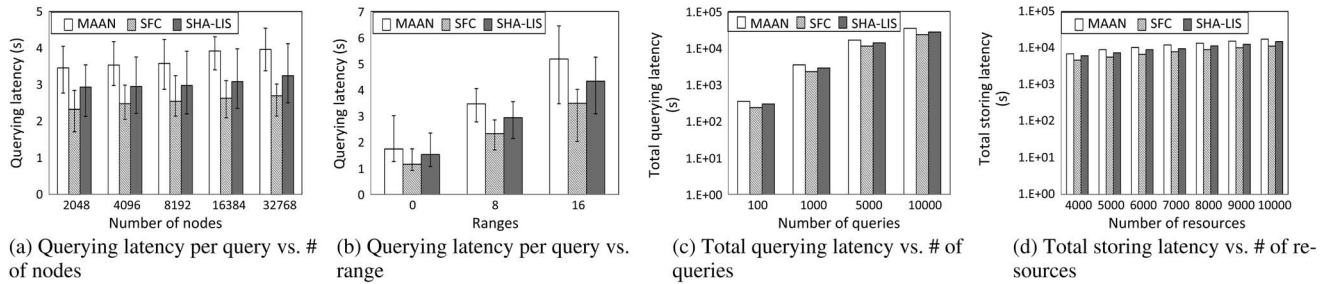 MAAN SFC SHA-LIS
Querying latency (s)
5
4
3
2
1
0
2048 4096 8192 16384 32768
Number of nodes
(a) Querying latency per query vs. #
of nodes
MAAN SFC SHA-LIS
Querying latency (s)
7
6
5
4
3
2
1
0
0 8 16
Ranges
(b) Querying latency per query vs.
range
MAAN SFC SHA-LIS
Total querying latency
(s)
1.E+05
1.E+04
1.E+03
1.E+02
1.E+01
1.E+00
100 1000 5000 10000
Number of queries
(c) Total querying latency vs. # of
queries
MAAN SFC SHA-LIS
Total storing latency
(s)
1.E+05
1.E+04
1.E+03
1.E+02
1.E+01
1.E+00
4000 5000 6000 7000 8000 9000 10000
Number of resources
(d) Total storing latency vs. # of re-
sources